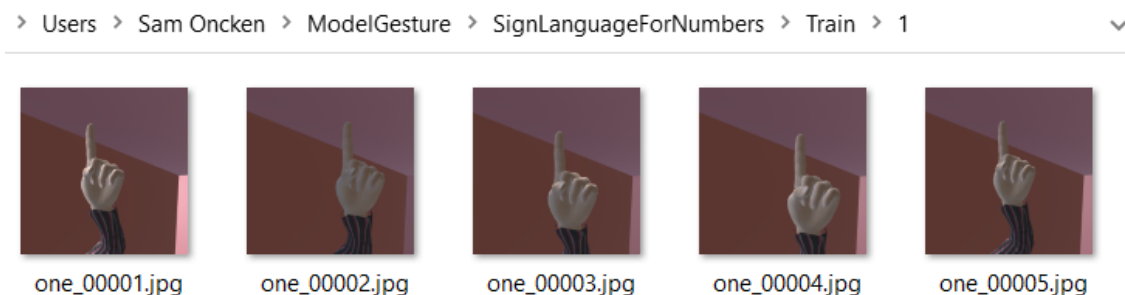 > Users > Sam Oncken > ModelGesture > SignLanguageForNumbers > Train > 1
one_00001.jpg one_00002.jpg one_00003.jpg one_00004.jpg one_00005.jpg